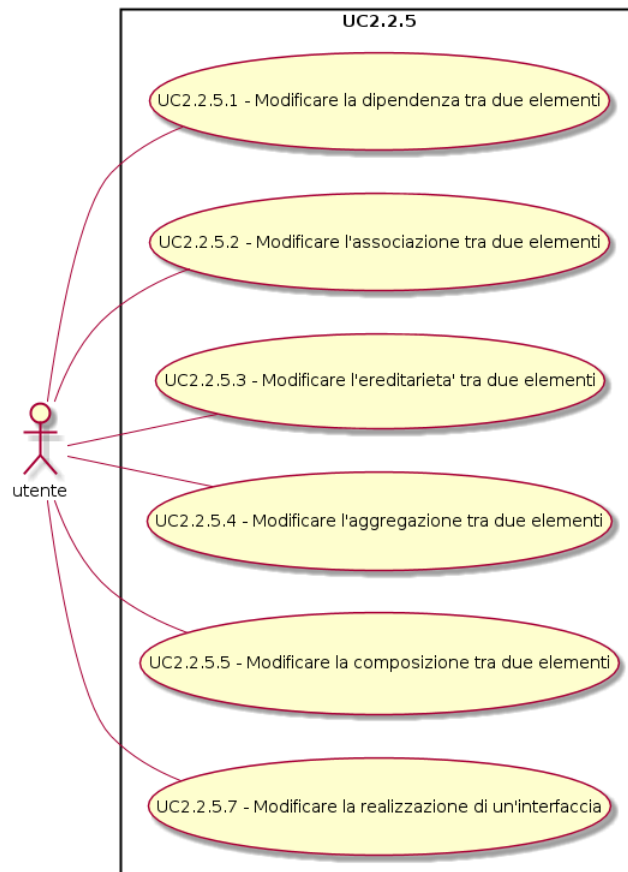 UC2.2.5
UC2.2.5.1 - Modificare la dipendenza tra due elementi
UC2.2.5.2 - Modificare l'associazione tra due elementi
UC2.2.5.3 - Modificare l'ereditarieta' tra due elementi
utente
UC2.2.5.4 - Modificare l'aggregazione tra due elementi
UC2.2.5.5 - Modificare la composizione tra due elementi
UC2.2.5.7 - Modificare la realizzazione di un'interfaccia